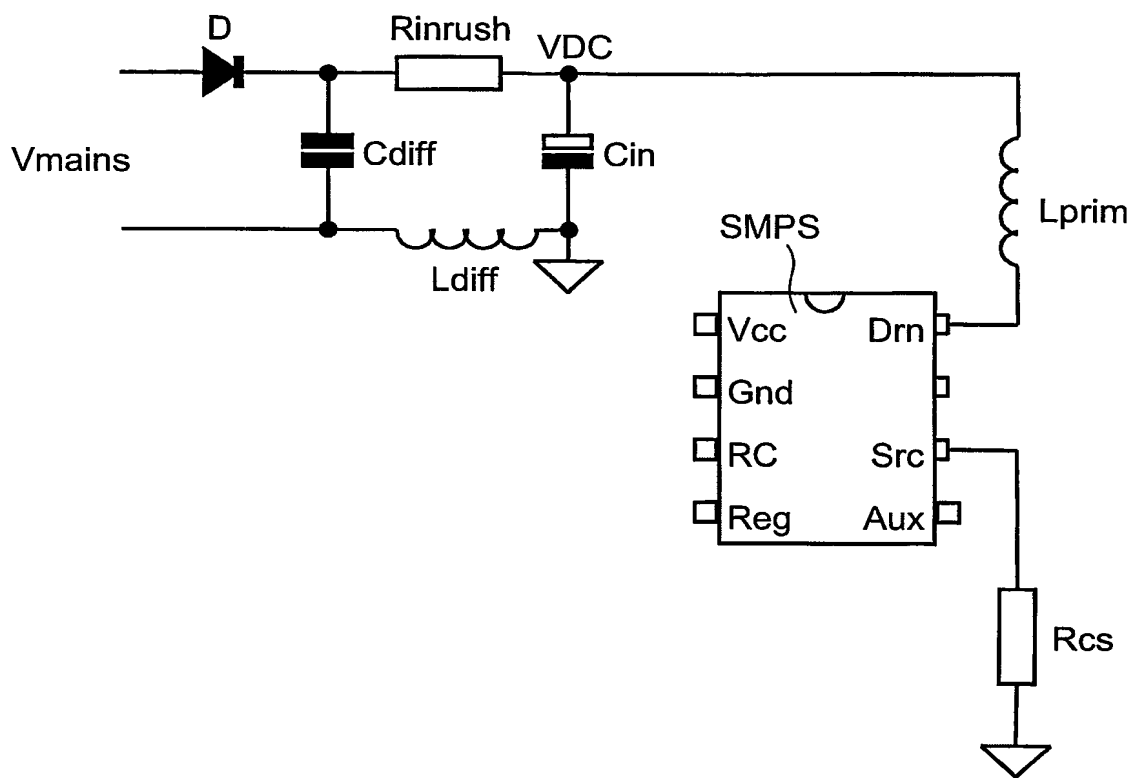 D
Rinrush
VDC
Vmains
Cdiff
Cin
Lprim
Ldiff
SMPS
Vcc
Drn
Gnd
RC
Src
Reg
Aux
Rcs